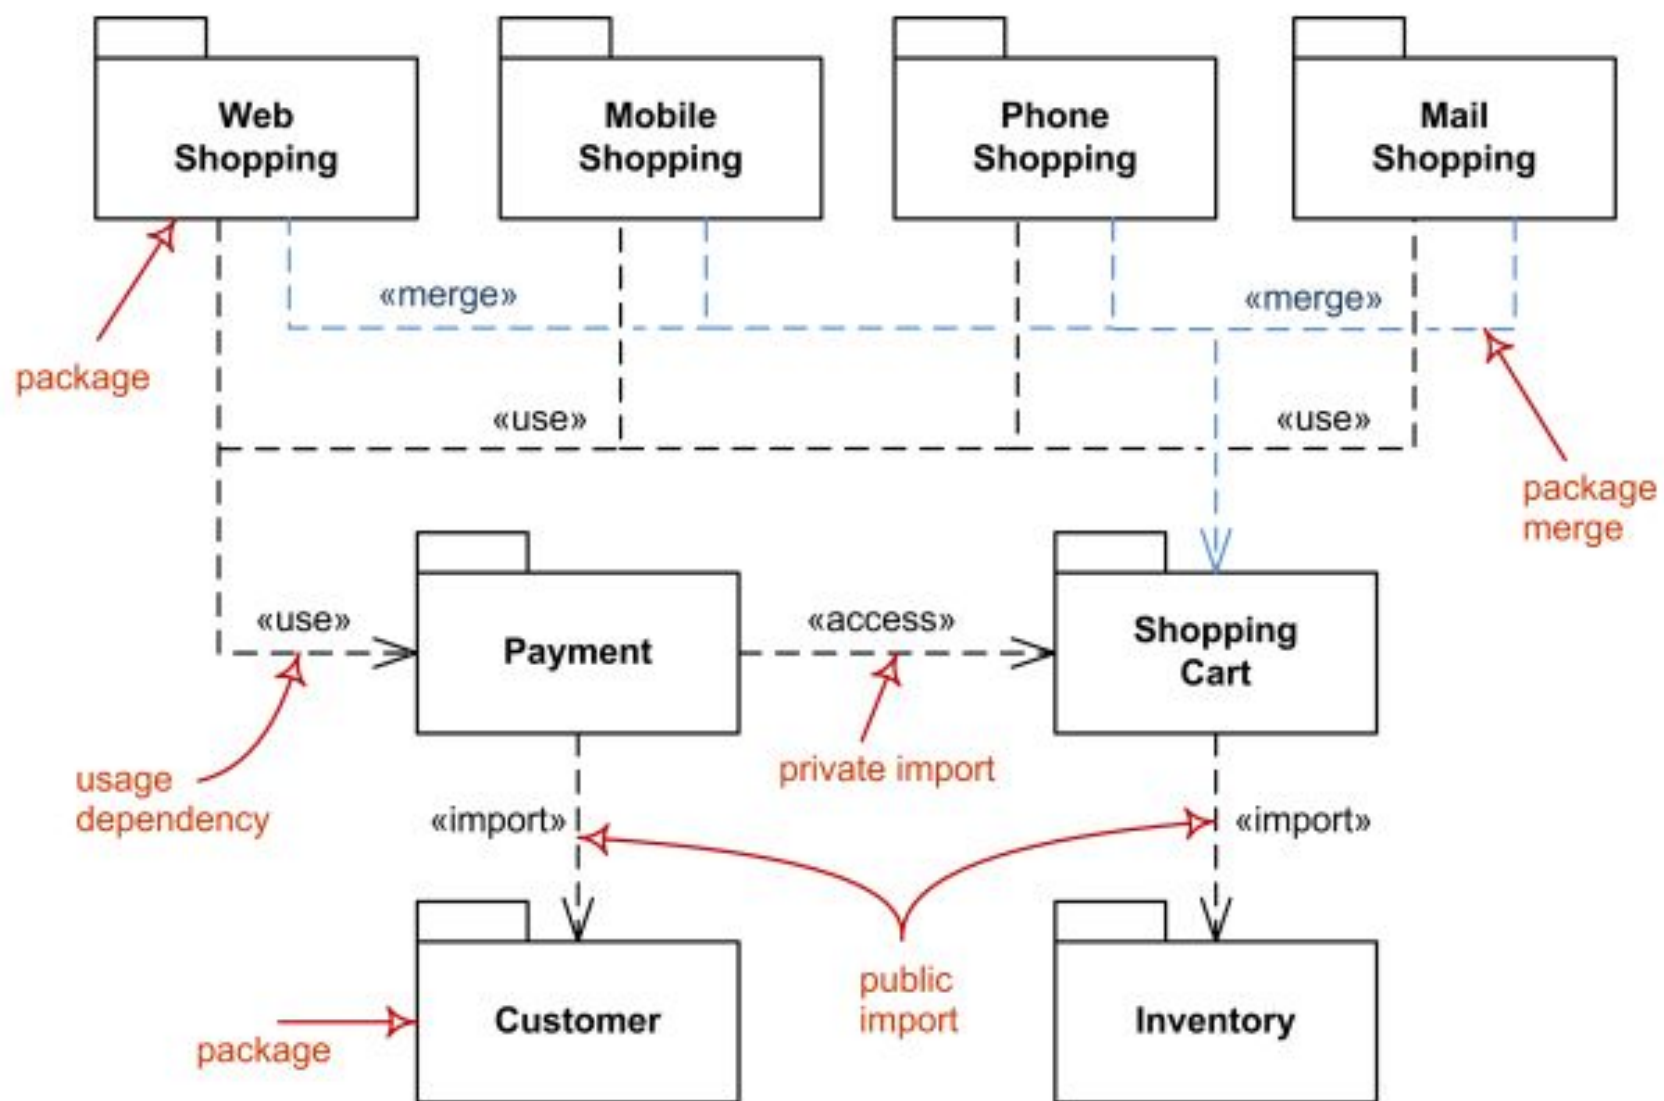 Web
Shopping
Mobile
Shopping
Phone
Shopping
Mail
Shopping
«merge»
«merge»
package
«use»
«use»
package
merge
«use»
Payment
«access»
Shopping
Cart
usage
dependency
private import
«import»
«import»
public
import
Customer
Inventory
package